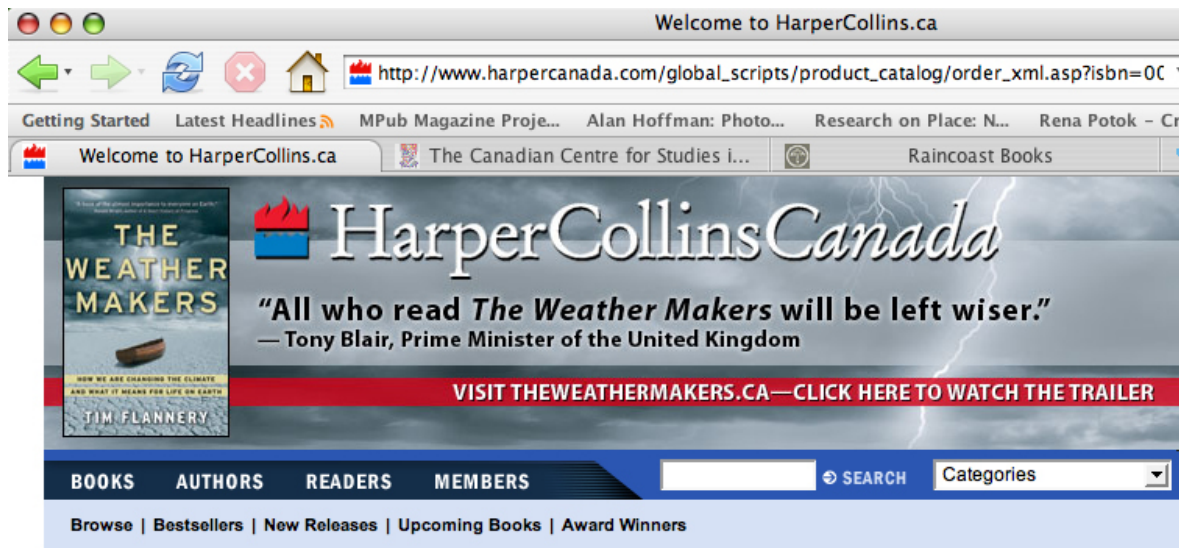 Welcome to HarperCollins.ca
http://www.harpercanada.com/global_scripts/product_catalog/order_xml.asp?isbn=00
Getting Started Latest Headlines MPub Magazine Proje... Alan Hoffman: Photo... Research on Place: N... Rena Potok – Cr
Welcome to HarperCollins.ca The Canadian Centre for Studies i... Raincoast Books
THE
WEATHER
MAKERS
HOW WE ARE CHANGING THE CLIMATE
AND WHAT IT MEANS FOR LIFE ON EARTH
TIM FLANNERY
HarperCollinsCanada
“All who read The Weather Makers will be left wiser.”
— Tony Blair, Prime Minister of the United Kingdom
VISIT THEWEATHERMAKERS.CA—CLICK HERE TO WATCH THE TRAILER
BOOKS AUTHORS READERS MEMBERS SEARCH Categories
Browse | Bestsellers | New Releases | Upcoming Books | Award Winners